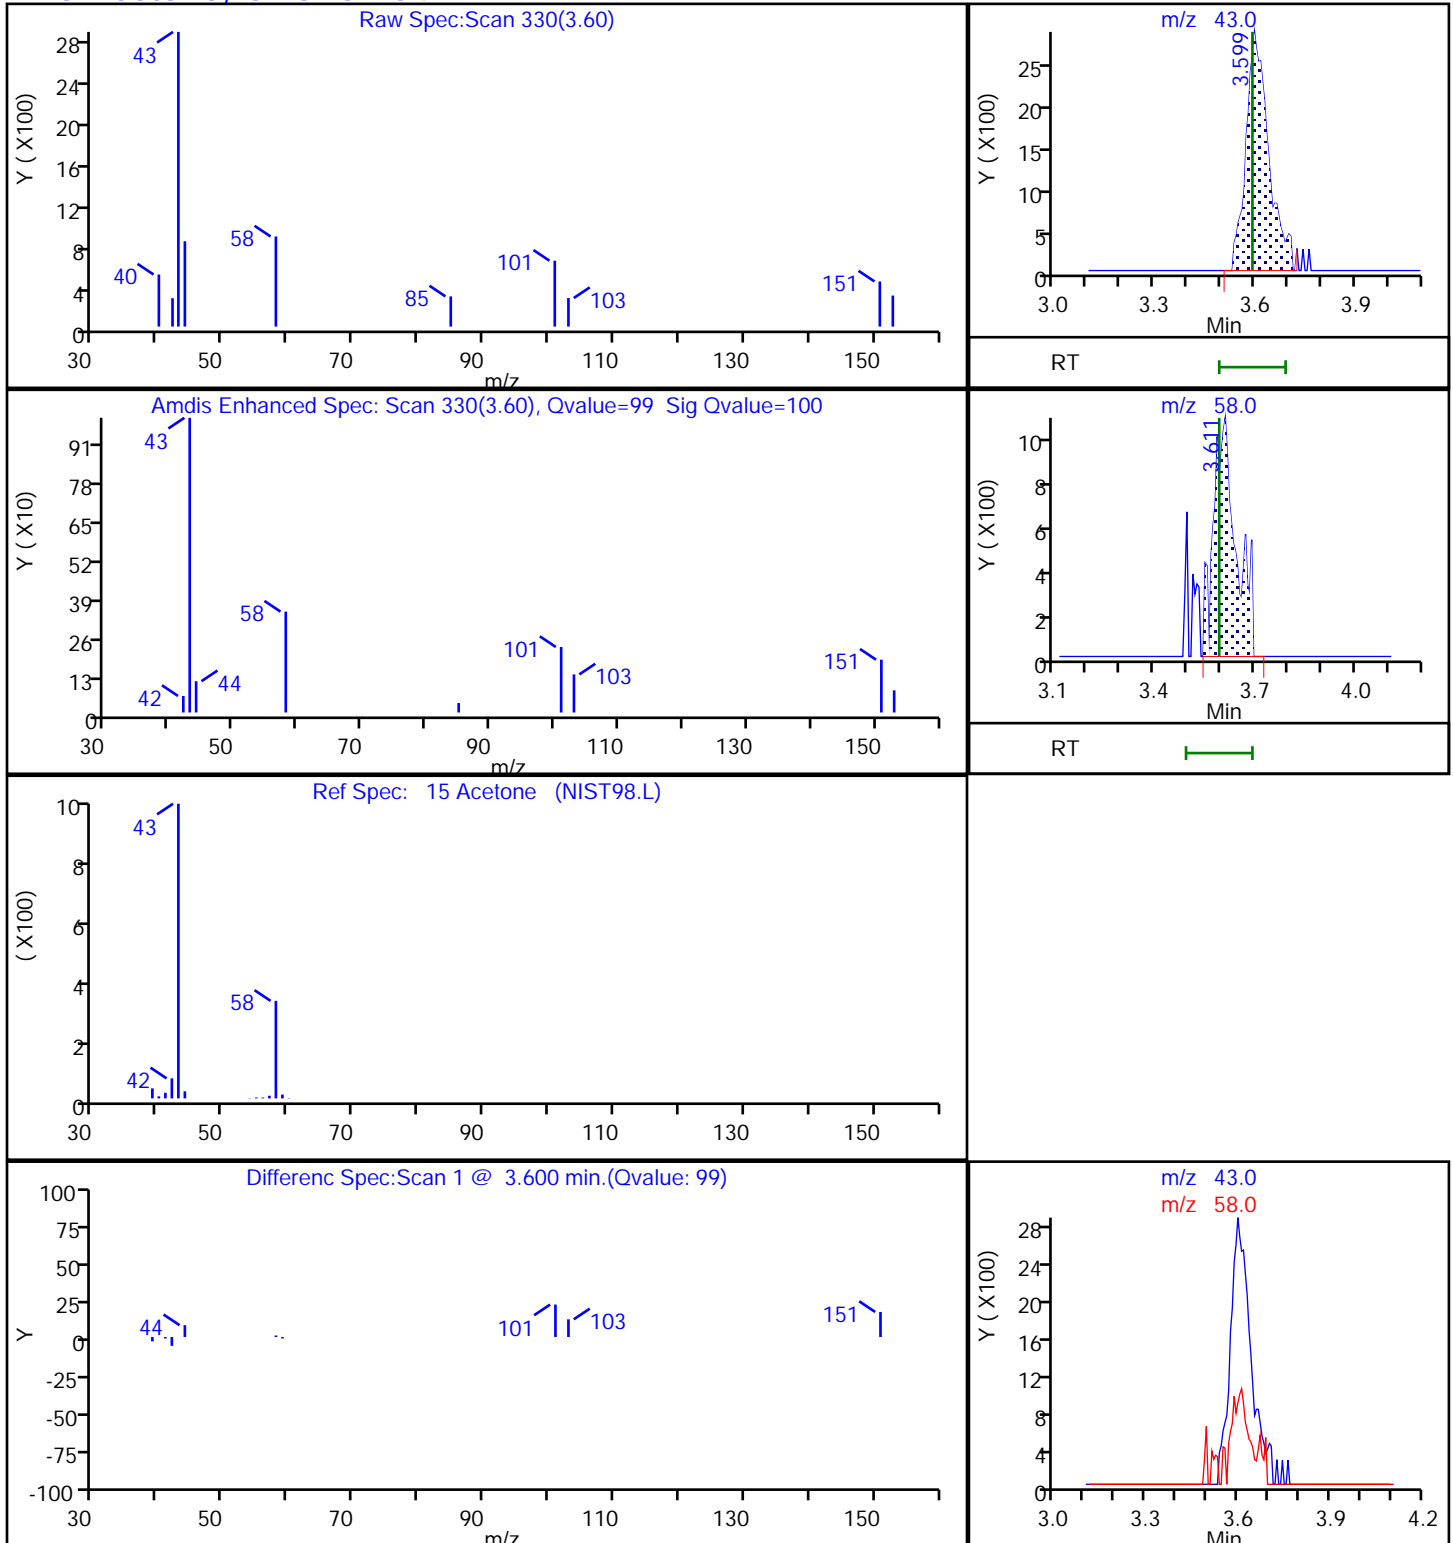 Raw Spec:Scan 330(3.60)
Y ( X100)
28
24
20
16
12
8
4
0
43
40
58
85
101
103
151
30 50 70 90 110 130 150
m/z
m/z 43.0
Y ( X100)
25
20
15
10
5
0
3.599
3.0 3.3 3.6 3.9
Min
RT
Amdis Enhanced Spec: Scan 330(3.60), Qvalue=99 Sig Qvalue=100
Y ( X10)
91
78
65
52
39
26
13
0
43
42
44
58
101
103
151
30 50 70 90 110 130 150
m/z
m/z 58.0
Y ( X100)
10
8
6
4
2
0
3.611
3.1 3.4 3.7 4.0
Min
RT
Ref Spec: 15 Acetone (NIST98.L)
( X100)
10
8
6
4
2
0
43
42
58
30 50 70 90 110 130 150
Differenc Spec:Scan 1 @ 3.600 min.(Qvalue: 99)
Y
100
75
50
25
0
-25
-50
-75
-100
44
101
103
151
30 50 70 90 110 130 150
m/z
m/z 43.0
m/z 58.0
Y ( X100)
28
24
20
16
12
8
4
0
3.0 3.3 3.6 3.9 4.2
Min